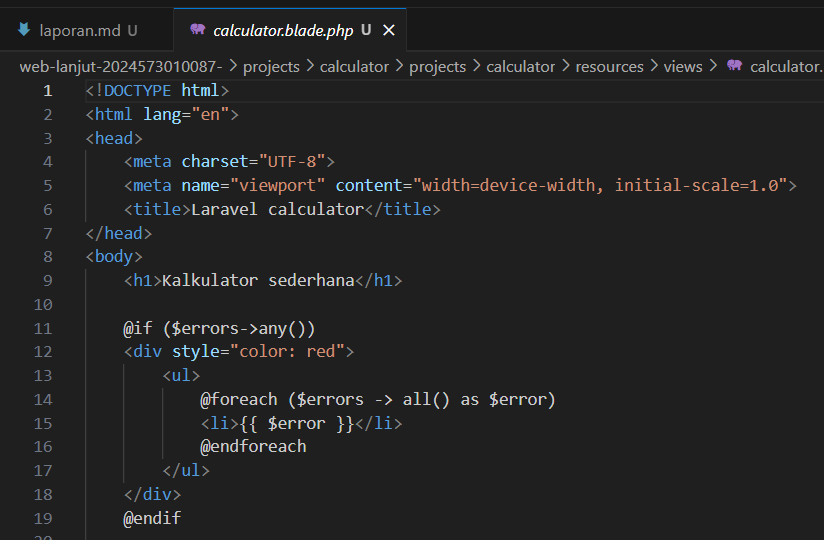 laporan.md U
calculator.blade.php U
web-lanjut-2024573010087- > projects > calculator > projects > calculator > resources > views > calculator.
1 <!DOCTYPE html>
2 <html lang="en">
3 <head>
4     <meta charset="UTF-8">
5     <meta name="viewport" content="width=device-width, initial-scale=1.0">
6     <title>Laravel calculator</title>
7 </head>
8 <body>
9     <h1>Kalkulator sederhana</h1>
10
11     @if ($errors->any())
12     <div style="color: red">
13         <ul>
14             @foreach ($errors -> all() as $error)
15             <li>{{ $error }}</li>
16             @endforeach
17         </ul>
18     </div>
19     @endif